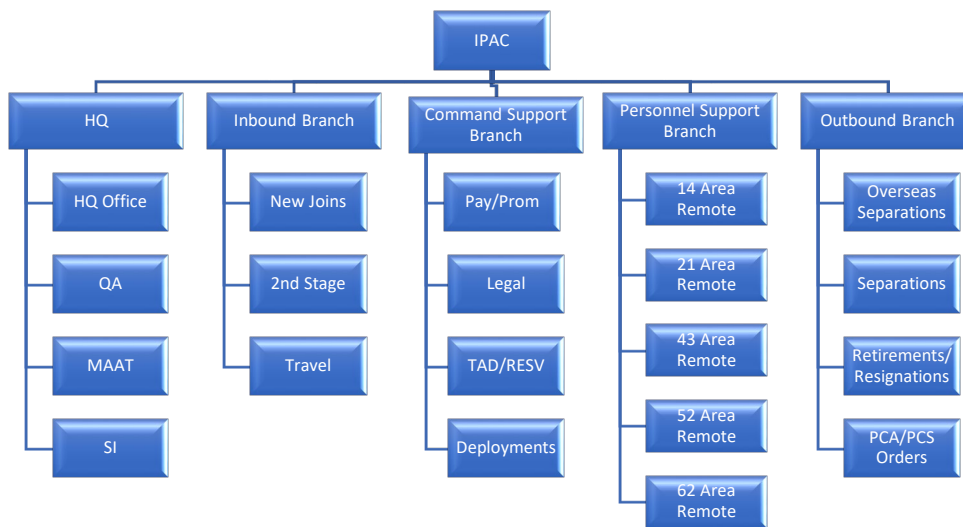 IPAC
HQ
Inbound Branch
Command Support
Branch
Personnel Support
Branch
Outbound Branch
HQ Office
QA
MAAT
SI
New Joins
2nd Stage
Travel
Pay/Prom
Legal
TAD/RESV
Deployments
14 Area
Remote
21 Area
Remote
43 Area
Remote
52 Area
Remote
62 Area
Remote
Overseas
Separations
Separations
Retirements/
Resignations
PCA/PCS
Orders